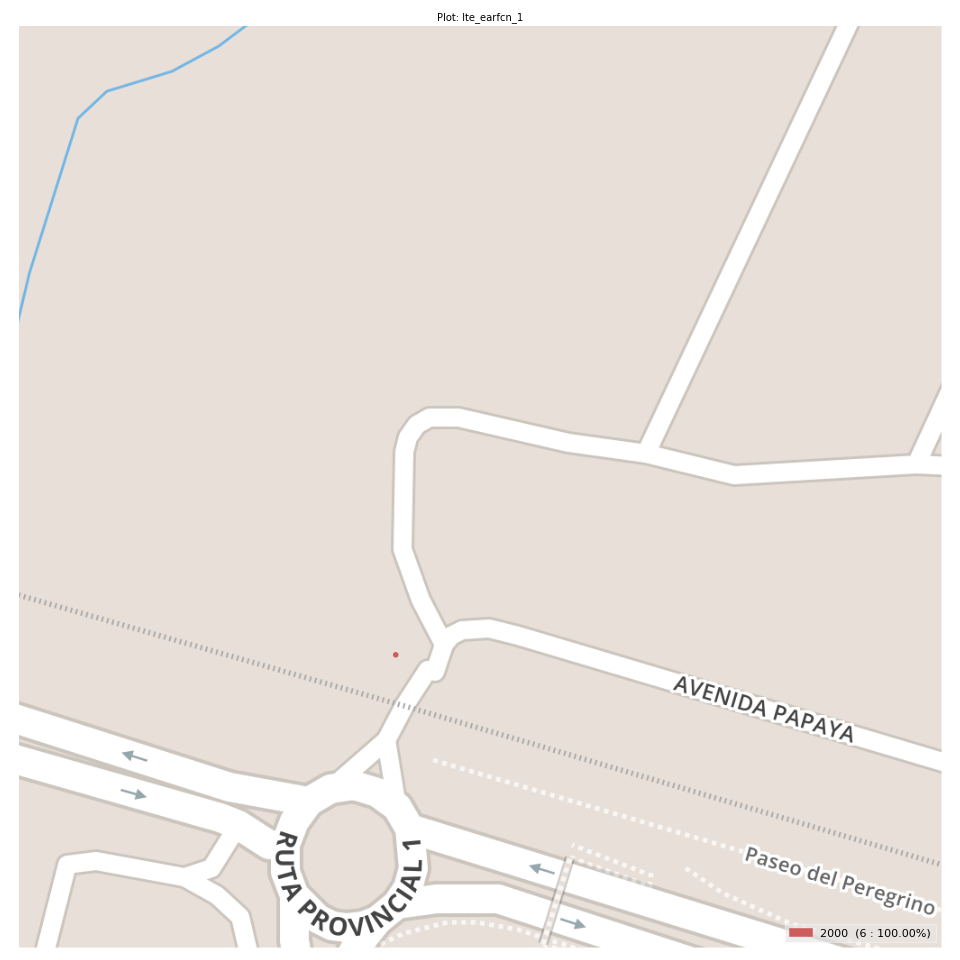 Plot: lte_earfcn_1
AVENIDA PAPAYA
RUTA PROVINCIAL 1
Paseo del Peregrino
2000 (6 : 100.00%)